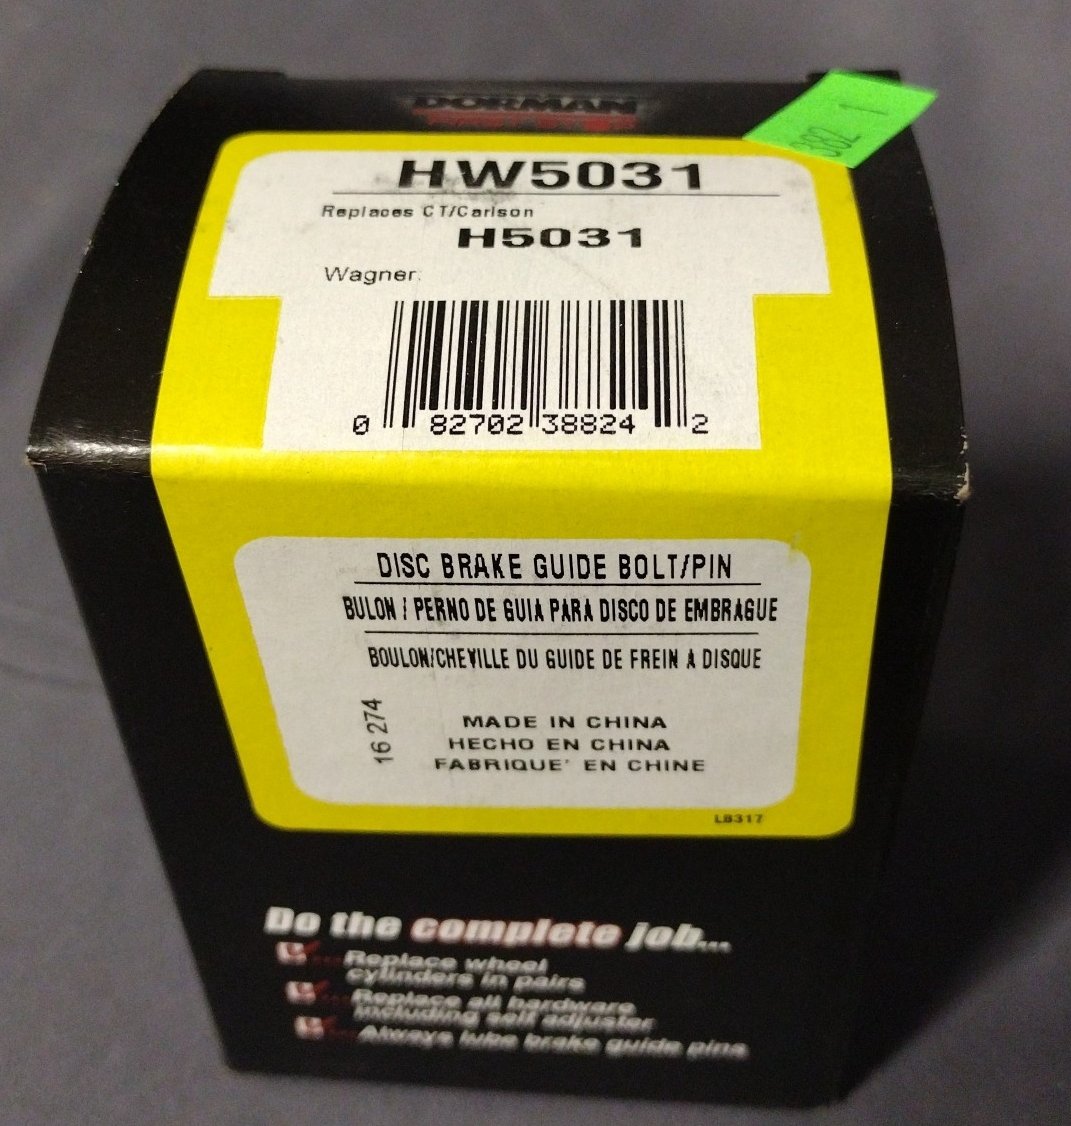 DORMAN
382 1
HW5031
Replaces CT/Carlson
H5031
Wagner:
0 82702 38824 2
DISC BRAKE GUIDE BOLT/PIN
BULON / PERNO DE GUIA PARA DISCO DE EMBRAGUE
BOULON/CHEVILLE DU GUIDE DE FREIN A DISQUE
16 274
MADE IN CHINA
HECHO EN CHINA
FABRIQUE' EN CHINE
LB317
Do the complete job...
Replace wheel
cylinders in pairs
Replace all hardware
including self adjuster
Always lube brake guide pins